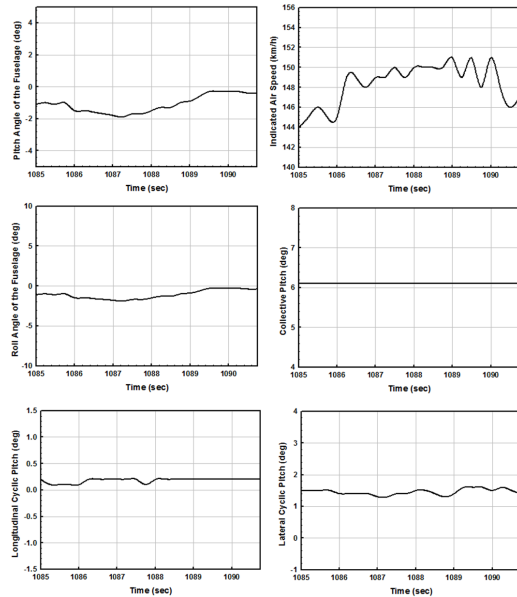 Pitch Angle of the Fuselage (deg)
4
2
0
-2
-4
1085 1086 1087 1088 1089 1090
Time (sec)
Indicated Air Speed (km/h)
156
154
152
150
148
146
144
142
140
1085 1086 1087 1088 1089 1090
Time (sec)
Roll Angle of the Fuselage (deg)
10
5
0
-5
-10
1085 1086 1087 1088 1089 1090
Time (sec)
Collective Pitch (deg)
8
7
6
5
4
1085 1086 1087 1088 1089 1090
Time (sec)
Longitudinal Cyclic Pitch (deg)
1.5
1.0
0.5
0.0
-0.5
-1.0
-1.5
1085 1086 1087 1088 1089 1090
Time (sec)
Lateral Cyclic Pitch (deg)
4
3
2
1
0
-1
1085 1086 1087 1088 1089 1090
Time (sec)